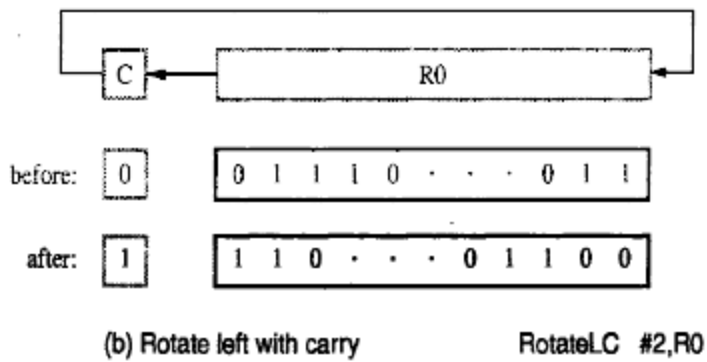 C R0
before: 0 0 1 1 1 0 · · · 0 1 1
after: 1 1 1 0 · · · 0 1 1 0 0
(b) Rotate left with carry RotateLC #2,R0